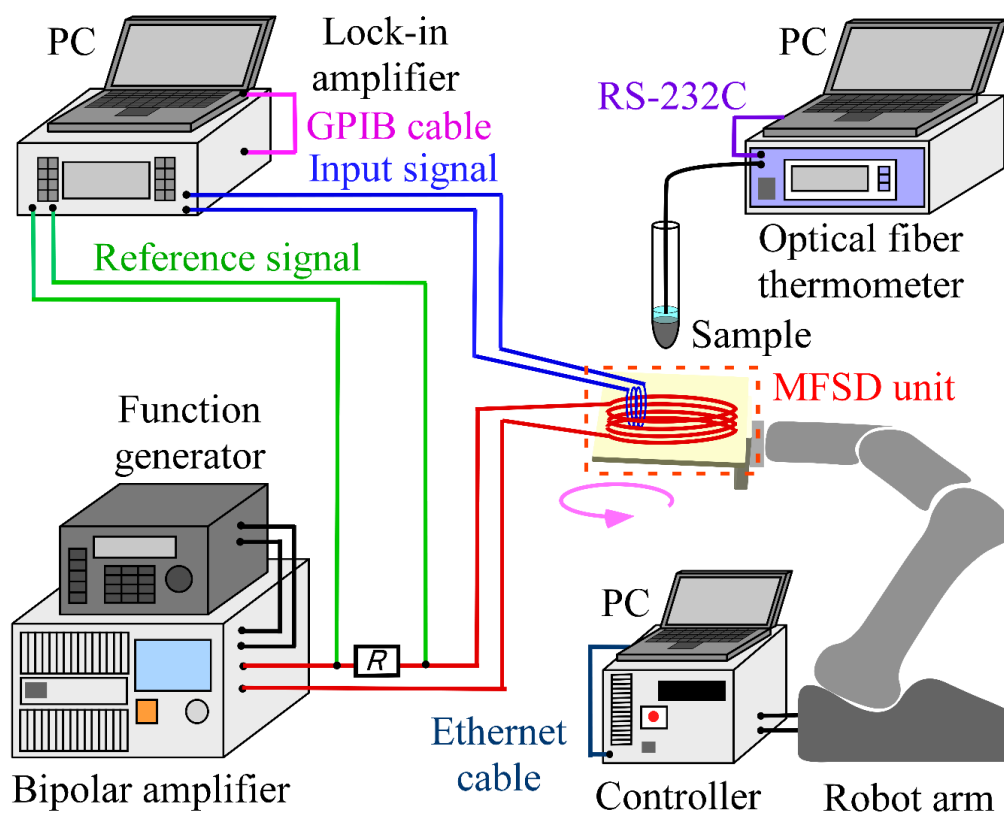 PC
Lock-in
amplifier
GPIB cable
Input signal
Reference signal
PC
RS-232C
Optical fiber
thermometer
Sample
MFSD unit
Function
generator
R
Bipolar amplifier
PC
Ethernet
cable
Controller
Robot arm